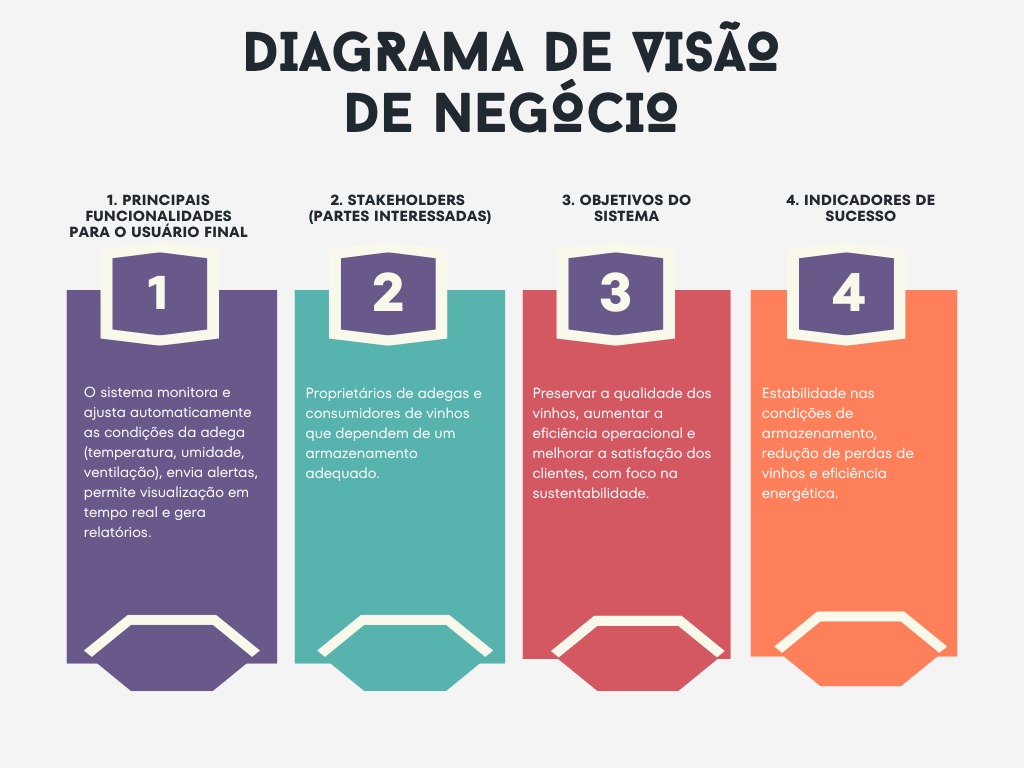 DIAGRAMA DE VISÃO
DE NEGÓCIO
1. PRINCIPAIS
FUNCIONALIDADES
PARA O USUÁRIO FINAL
1
O sistema monitora e
ajusta automaticamente
as condições da adega
(temperatura, umidade,
ventilação), envia alertas,
permite visualização em
tempo real e gera
relatórios.
2. STAKEHOLDERS
(PARTES INTERESSADAS)
2
Proprietários de adegas e
consumidores de vinhos
que dependem de um
armazenamento
adequado.
3. OBJETIVOS DO
SISTEMA
3
Preservar a qualidade dos
vinhos, aumentar a
eficiência operacional e
melhorar a satisfação dos
clientes, com foco na
sustentabilidade.
4. INDICADORES DE
SUCESSO
4
Estabilidade nas
condições de
armazenamento,
redução de perdas de
vinhos e eficiência
energética.